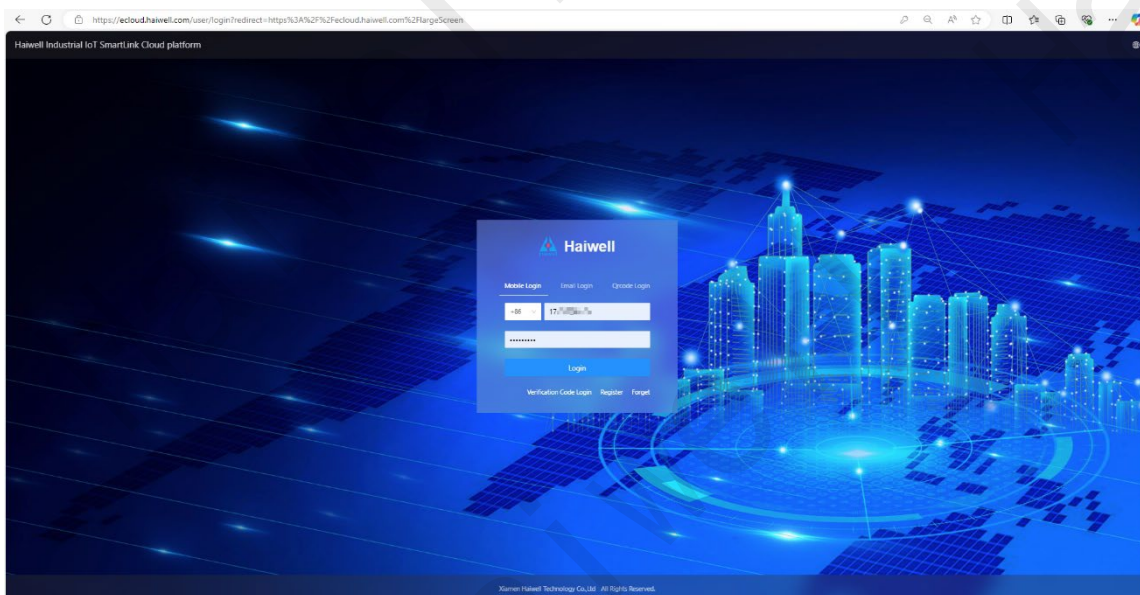 https://ecloud.haiwell.com/user/login?redirect=https%3A%2F%2Fecloud.haiwell.com%2FlargeScreen
Haiwell Industrial IoT SmartLink Cloud platform
Haiwell
Mobile Login Email Login Qrcode Login
+86 17
Login
Verification Code Login Register Forget
Xiamen Haiwell Technology Co.,Ltd All Rights Reserved.